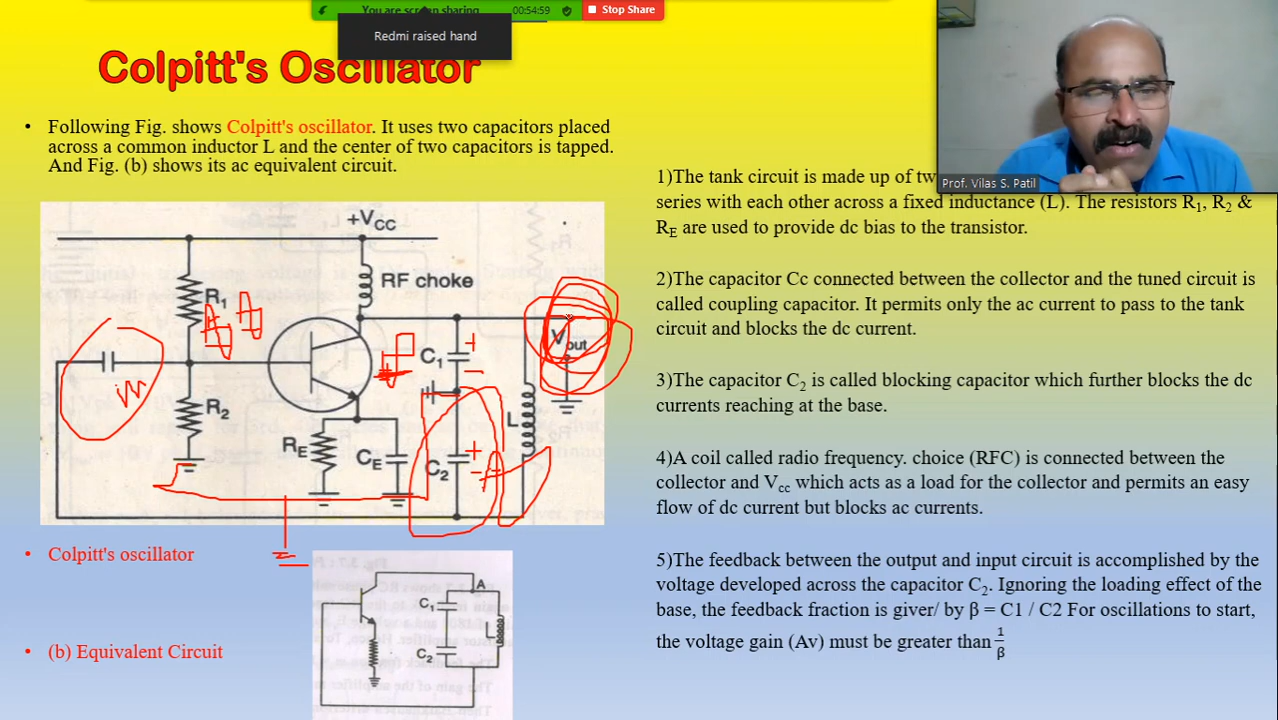 You are screen sharing
00:54:59
Stop Share
Redmi raised hand
Colpitt's Oscillator
• Following Fig. shows Colpitt's oscillator. It uses two capacitors placed
across a common inductor L and the center of two capacitors is tapped.
And Fig. (b) shows its ac equivalent circuit.
+VCC
RF choke
R1
C1
Vout
R2
L
RE
CE
C2
+
−
+
−
• Colpitt's oscillator
• (b) Equivalent Circuit
A
C1
L
C2
Prof. Vilas S. Patil
1)The tank circuit is made up of tw
series with each other across a fixed inductance (L). The resistors R1, R2 &
RE are used to provide dc bias to the transistor.
2)The capacitor Cc connected between the collector and the tuned circuit is
called coupling capacitor. It permits only the ac current to pass to the tank
circuit and blocks the dc current.
3)The capacitor C2 is called blocking capacitor which further blocks the dc
currents reaching at the base.
4)A coil called radio frequency. choice (RFC) is connected between the
collector and Vcc which acts as a load for the collector and permits an easy
flow of dc current but blocks ac currents.
5)The feedback between the output and input circuit is accomplished by the
voltage developed across the capacitor C2. Ignoring the loading effect of the
base, the feedback fraction is giver/ by β = C1 / C2 For oscillations to start,
the voltage gain (Av) must be greater than 1/β